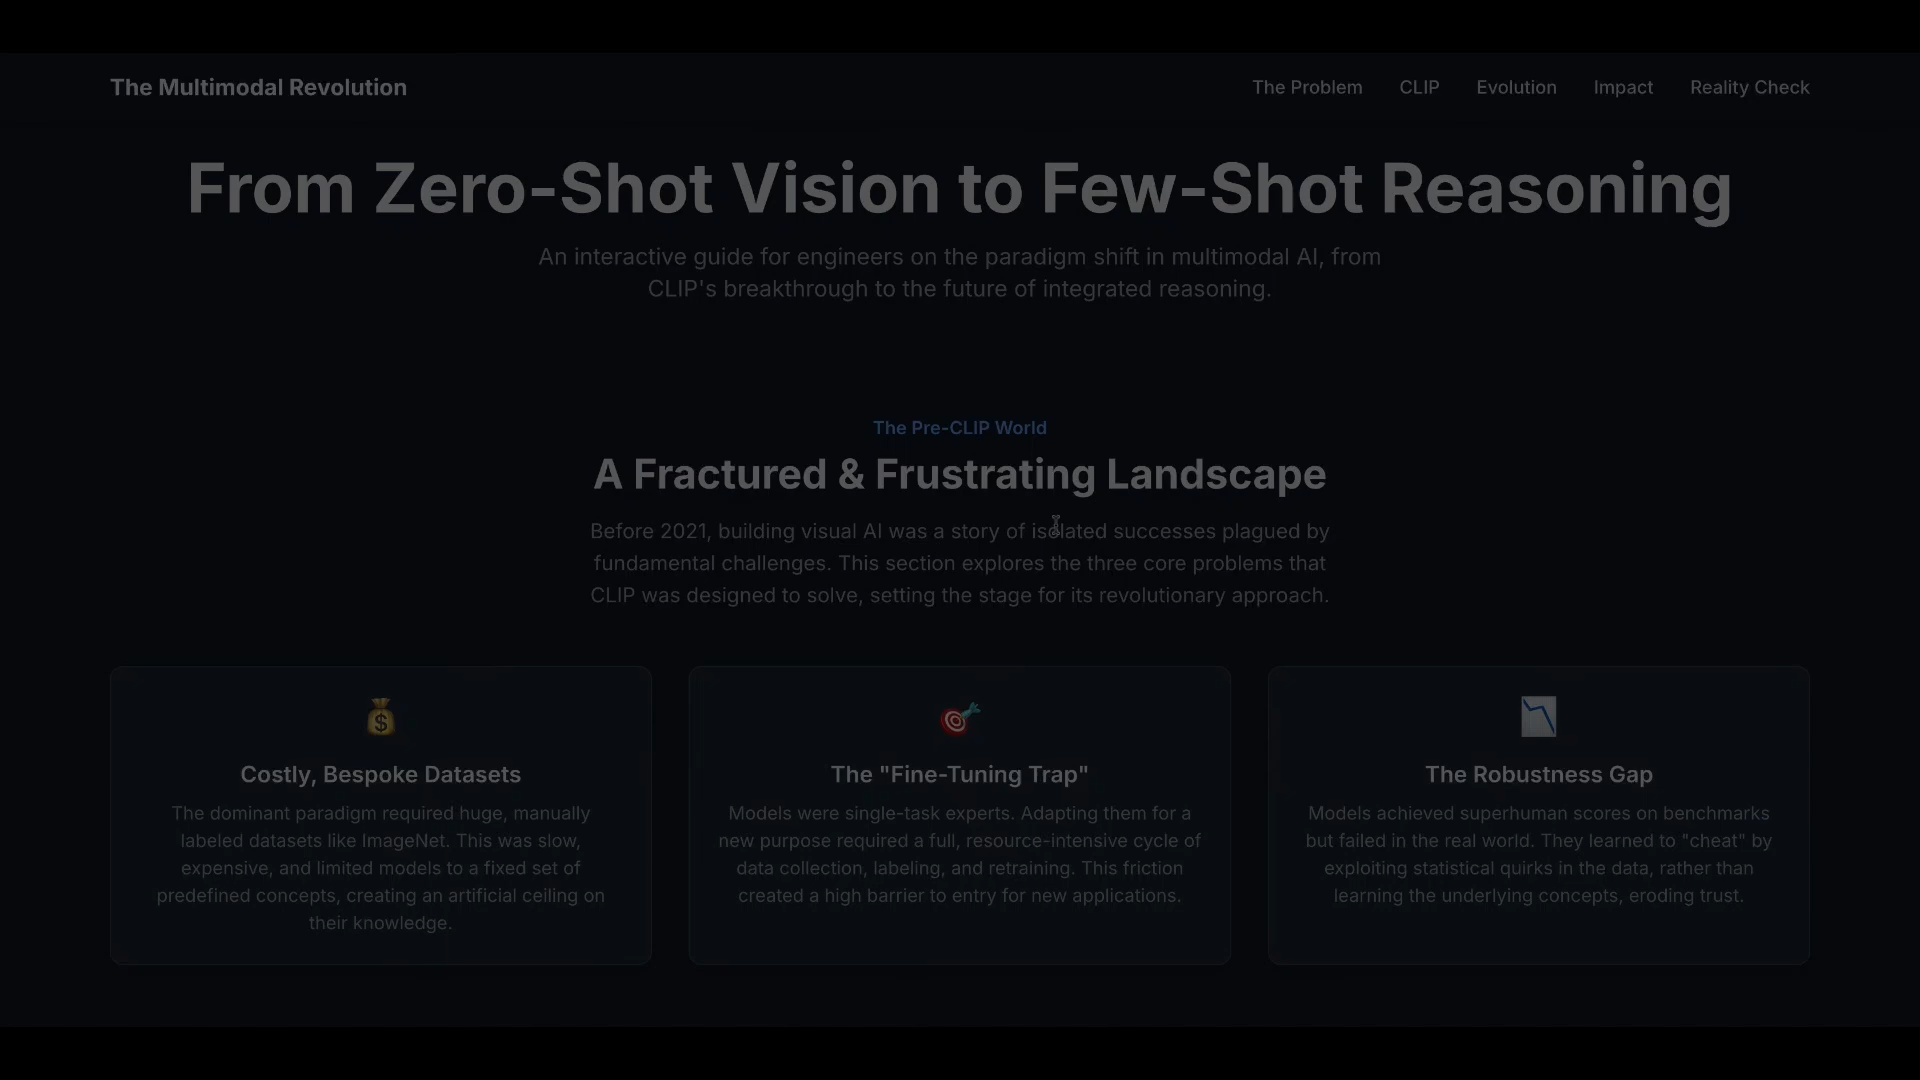 The Multimodal Revolution
The Problem
CLIP
Evolution
Impact
Reality Check
From Zero-Shot Vision to Few-Shot Reasoning
An interactive guide for engineers on the paradigm shift in multimodal AI, from
CLIP's breakthrough to the future of integrated reasoning.
The Pre-CLIP World
A Fractured & Frustrating Landscape
Before 2021, building visual AI was a story of isolated successes plagued by
fundamental challenges. This section explores the three core problems that
CLIP was designed to solve, setting the stage for its revolutionary approach.
Costly, Bespoke Datasets
The dominant paradigm required huge, manually
labeled datasets like ImageNet. This was slow,
expensive, and limited models to a fixed set of
predefined concepts, creating an artificial ceiling on
their knowledge.
The "Fine-Tuning Trap"
Models were single-task experts. Adapting them for a
new purpose required a full, resource-intensive cycle of
data collection, labeling, and retraining. This friction
created a high barrier to entry for new applications.
The Robustness Gap
Models achieved superhuman scores on benchmarks
but failed in the real world. They learned to "cheat" by
exploiting statistical quirks in the data, rather than
learning the underlying concepts, eroding trust.